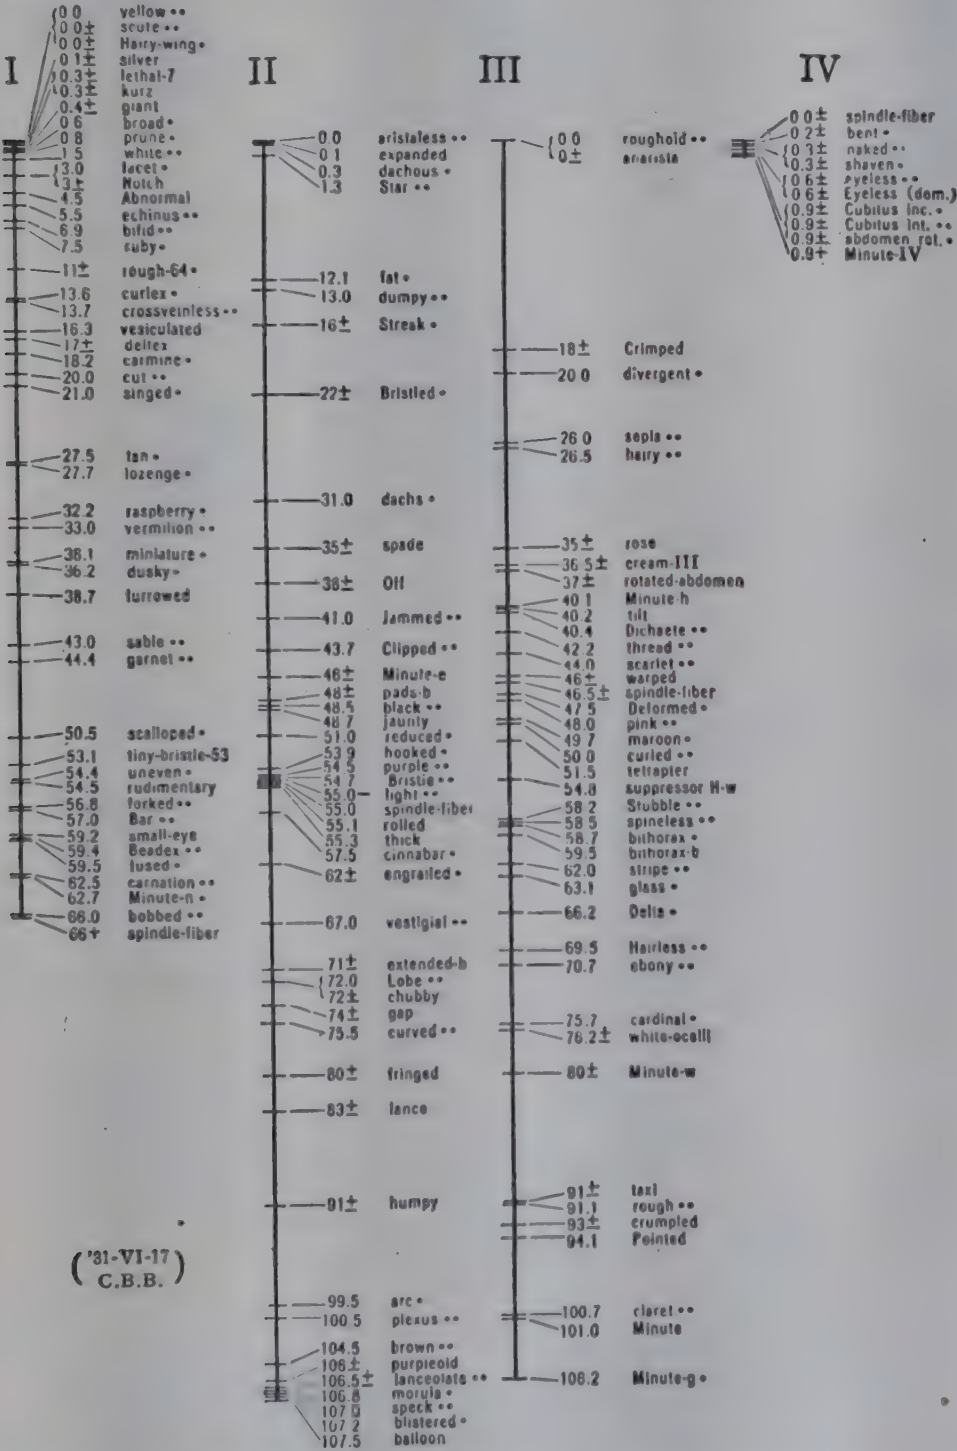 I
0 0 yellow ••
0 0± scute ••
0 0± Hairy-wing •
0 1± silver
0.3± lethal-7
0.3± kurz
0.4± giant
0 6 broad •
0 8 prune •
1 5 white ••
3.0 facet •
3± Notch
4.5 Abnormal
5.5 echinus ••
6.9 bifid ••
7.5 ruby •
11± rough-64 •
13.6 curlex •
13.7 crossveinless ••
16.3 vesiculated
17± deltex
18.2 carmine •
20.0 cut ••
21.0 singed •
27.5 tan •
27.7 lozenge •
32.2 raspberry •
33.0 vermilion ••
36.1 miniature •
36.2 dusky •
38.7 furrowed
43.0 sable ••
44.4 garnet ••
50.5 scalloped •
53.1 tiny-bristle-53
54.4 uneven •
54.5 rudimentary
56.8 forked ••
57.0 Bar ••
59.2 small-eye
59.4 Beadex ••
59.5 fused •
62.5 carnation ••
62.7 Minute-n •
66.0 bobbed ••
66+ spindle-fiber
('31-VI-17
C.B.B.)
II
0.0 aristaless ••
0 1 expanded
0.3 dachous •
1.3 Star ••
12.1 fat •
13.0 dumpy ••
16± Streak •
22± Bristled •
31.0 dachs •
35± spade
38± Off
41.0 Jammed ••
43.7 Clipped ••
46± Minute-e
48± pads-b
48.5 black ••
48.7 jaunty
51.0 reduced •
53.9 hooked •
54.5 purple ••
54.7 Bristle ••
55.0– light ••
55.0 spindle-fiber
55.1 rolled
55.3 thick
57.5 cinnabar •
62± engrailed •
67.0 vestigial ••
71± extended-b
72.0 Lobe ••
72± chubby
74± gap
75.5 curved ••
80± fringed
83± lance
91± humpy
99.5 arc •
100 5 plexus ••
104.5 brown ••
106± purpleoid
106.5± lanceolata ••
106.8 morula •
107 0 speck ••
107 2 blistered •
107.5 balloon
III
0 0 roughoid ••
0± anarista
18± Crimped
20 0 divergent •
26 0 sepia ••
26.5 hairy ••
35± rose
36 5± cream-III
37± rotated-abdomen
40 1 Minute-h
40.2 tilt
40.4 Dichaete ••
42.2 thread ••
44.0 scarlet ••
46± warped
46.5± spindle-fiber
47 5 Deformed •
48.0 pink ••
49.7 maroon •
50 0 curled ••
51.5 tetrapter
54.8 suppressor H-w
58.2 Stubble ••
58 5 spineless ••
58.7 bithorax •
59.5 bithorax-b
62.0 stripe ••
63.1 glass •
66.2 Delta •
69.5 Hairless ••
70.7 ebony ••
75.7 cardinal •
76.2± white-ocelli
80± Minute-w
91± taxi
91.1 rough ••
93± crumpled
94.1 Pointed
100.7 claret ••
101.0 Minute
106.2 Minute-g •
IV
0 0± spindle-fiber
0 2± bent •
0 3± naked ••
0.3± shaven •
0 6± eyeless ••
0 6± Eyeless (dom.)
0.9± Cubitus Inc. •
0.9± Cubitus Int. ••
0.9± abdomen rot. •
0.9+ Minute-IV